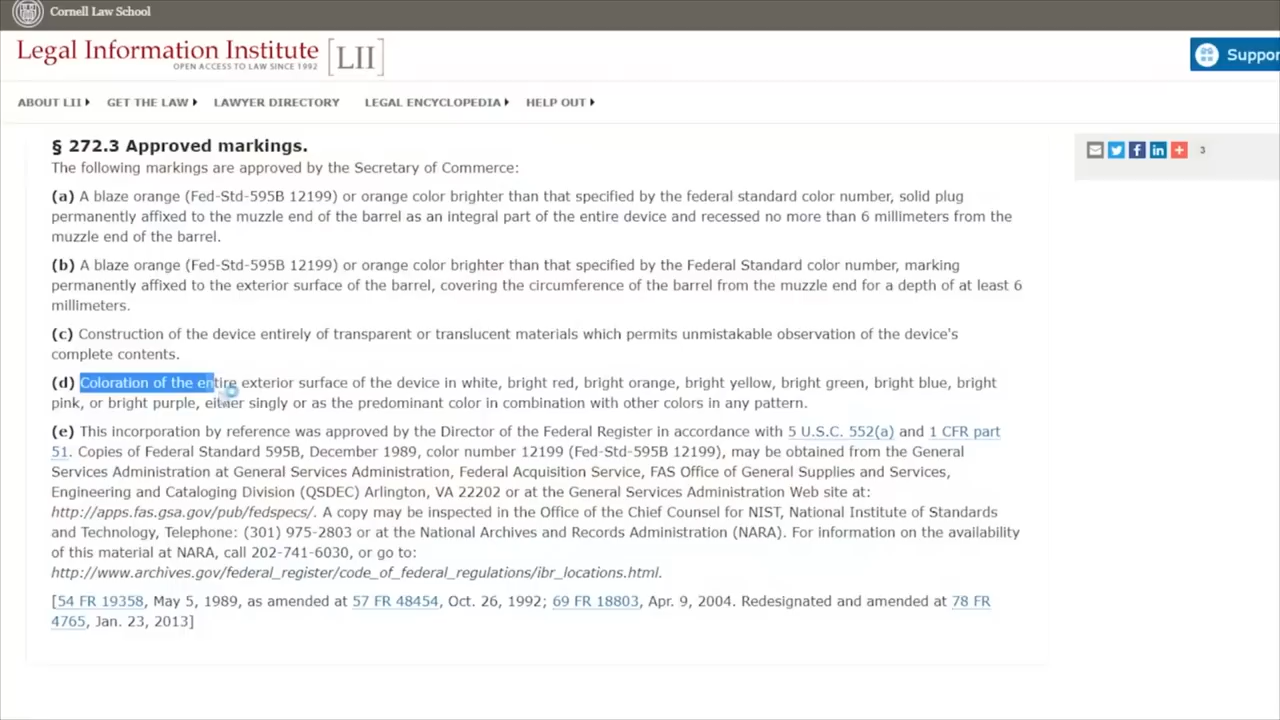 Cornell Law School
Legal Information Institute [LII]
OPEN ACCESS TO LAW SINCE 1992
Suppor
ABOUT LII GET THE LAW LAWYER DIRECTORY LEGAL ENCYCLOPEDIA HELP OUT
§ 272.3 Approved markings.
3
The following markings are approved by the Secretary of Commerce:
(a) A blaze orange (Fed-Std-595B 12199) or orange color brighter than that specified by the federal standard color number, solid plug
permanently affixed to the muzzle end of the barrel as an integral part of the entire device and recessed no more than 6 millimeters from the
muzzle end of the barrel.
(b) A blaze orange (Fed-Std-595B 12199) or orange color brighter than that specified by the Federal Standard color number, marking
permanently affixed to the exterior surface of the barrel, covering the circumference of the barrel from the muzzle end for a depth of at least 6
millimeters.
(c) Construction of the device entirely of transparent or translucent materials which permits unmistakable observation of the device's
complete contents.
(d) Coloration of the entire exterior surface of the device in white, bright red, bright orange, bright yellow, bright green, bright blue, bright
pink, or bright purple, either singly or as the predominant color in combination with other colors in any pattern.
(e) This incorporation by reference was approved by the Director of the Federal Register in accordance with 5 U.S.C. 552(a) and 1 CFR part
51. Copies of Federal Standard 595B, December 1989, color number 12199 (Fed-Std-595B 12199), may be obtained from the General
Services Administration at General Services Administration, Federal Acquisition Service, FAS Office of General Supplies and Services,
Engineering and Cataloging Division (QSDEC) Arlington, VA 22202 or at the General Services Administration Web site at:
http://apps.fas.gsa.gov/pub/fedspecs/. A copy may be inspected in the Office of the Chief Counsel for NIST, National Institute of Standards
and Technology, Telephone: (301) 975-2803 or at the National Archives and Records Administration (NARA). For information on the availability
of this material at NARA, call 202-741-6030, or go to:
http://www.archives.gov/federal_register/code_of_federal_regulations/ibr_locations.html.
[54 FR 19358, May 5, 1989, as amended at 57 FR 48454, Oct. 26, 1992; 69 FR 18803, Apr. 9, 2004. Redesignated and amended at 78 FR
4765, Jan. 23, 2013]